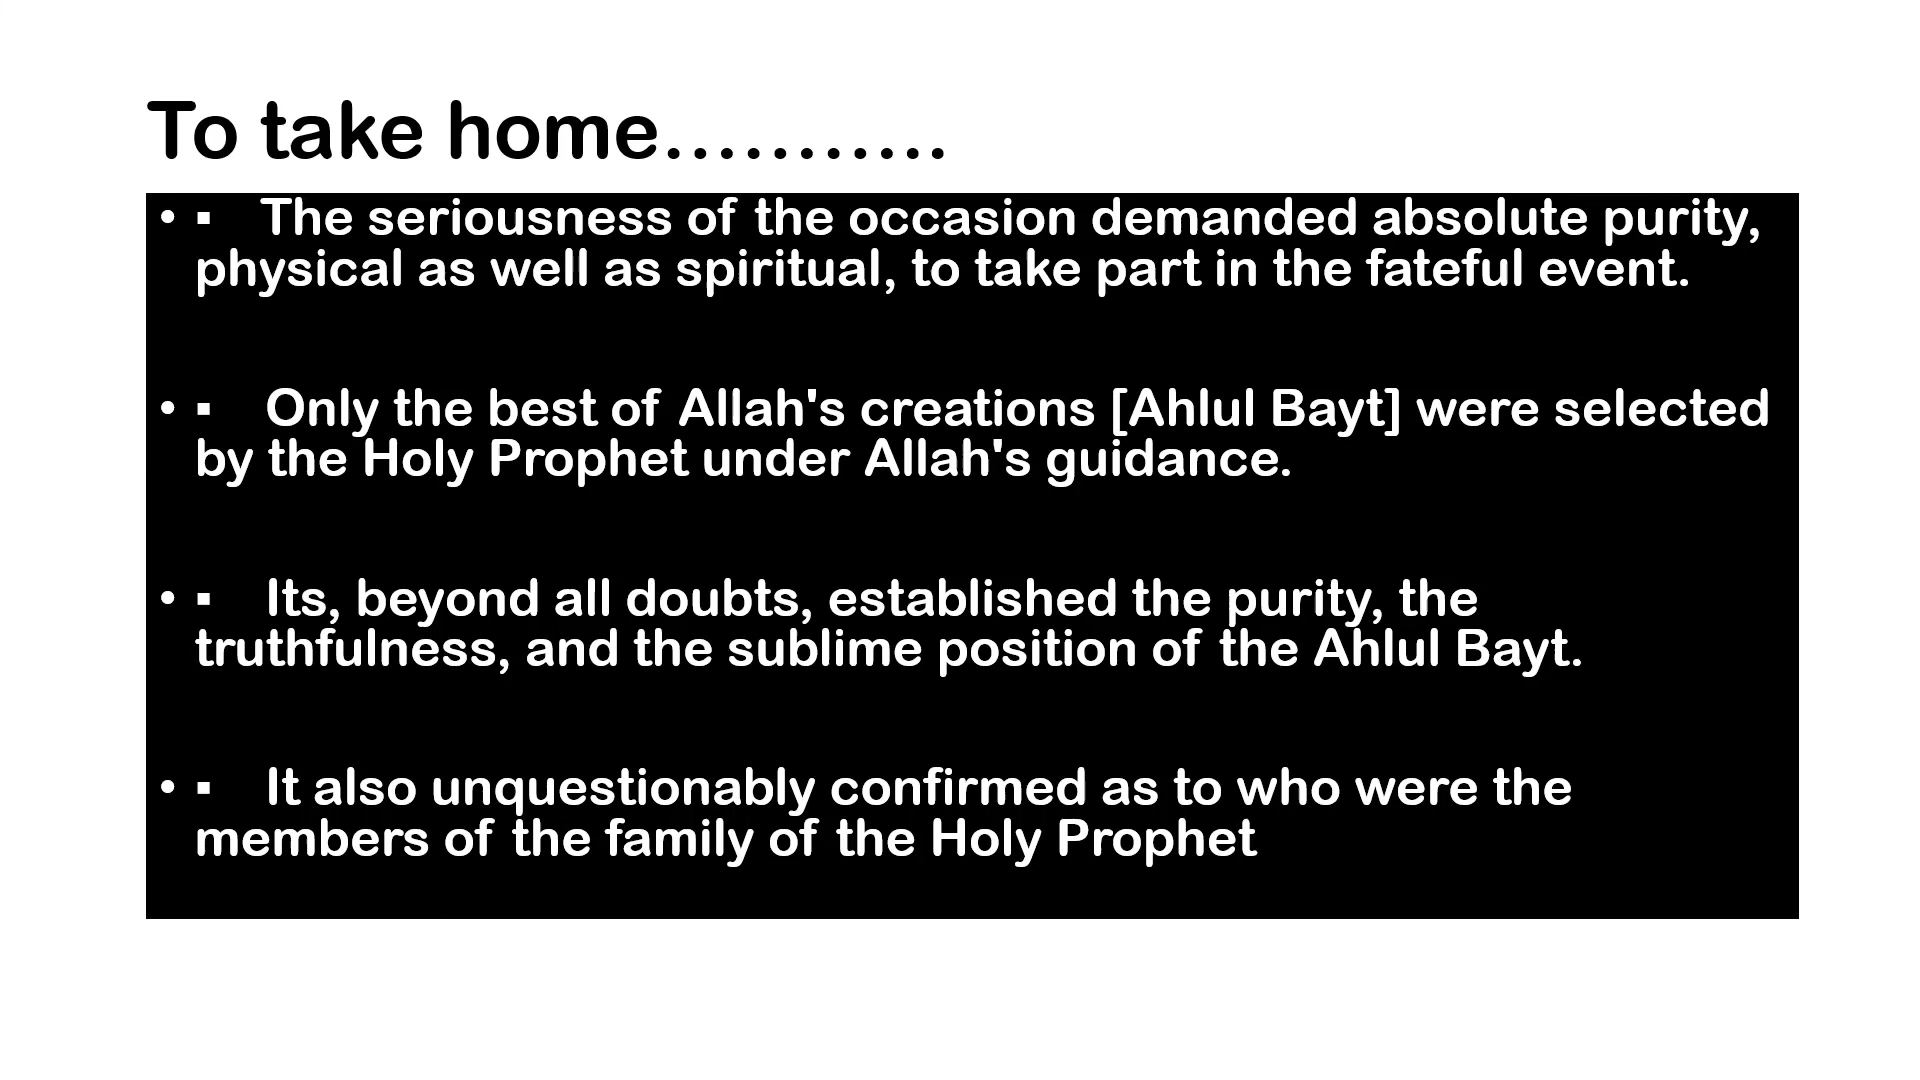 To take home...........
• ▪ The seriousness of the occasion demanded absolute purity,
physical as well as spiritual, to take part in the fateful event.
• ▪ Only the best of Allah's creations [Ahlul Bayt] were selected
by the Holy Prophet under Allah's guidance.
• ▪ Its, beyond all doubts, established the purity, the
truthfulness, and the sublime position of the Ahlul Bayt.
• ▪ It also unquestionably confirmed as to who were the
members of the family of the Holy Prophet